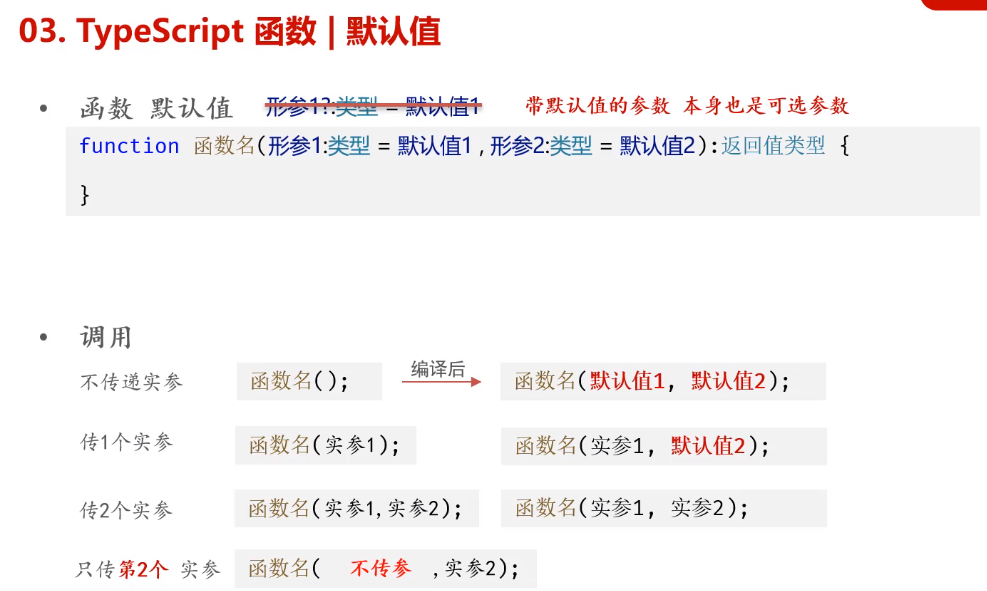 03. TypeScript 函数 | 默认值
• 函数 默认值 形参1?:类型 = 默认值1 带默认值的参数 本身也是可选参数
function 函数名(形参1:类型 = 默认值1 , 形参2:类型 = 默认值2):返回值类型 {
}
• 调用
不传递实参 函数名(); 编译后 函数名(默认值1, 默认值2);
传1个实参 函数名(实参1); 函数名(实参1, 默认值2);
传2个实参 函数名(实参1,实参2); 函数名(实参1, 实参2);
只传第2个 实参 函数名( 不传参 ,实参2);